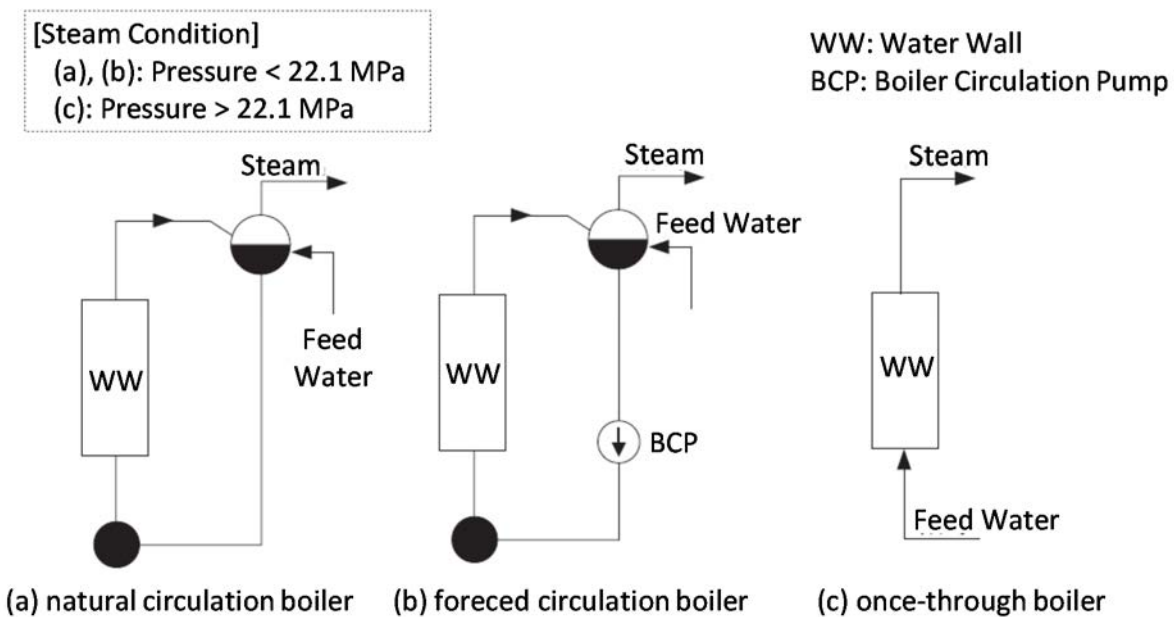 [Steam Condition]
(a), (b): Pressure < 22.1 MPa
(c): Pressure > 22.1 MPa
WW: Water Wall
BCP: Boiler Circulation Pump
Steam
WW
Feed
Water
Steam
Feed Water
WW
BCP
Steam
WW
Feed Water
(a) natural circulation boiler
(b) foreced circulation boiler
(c) once-through boiler